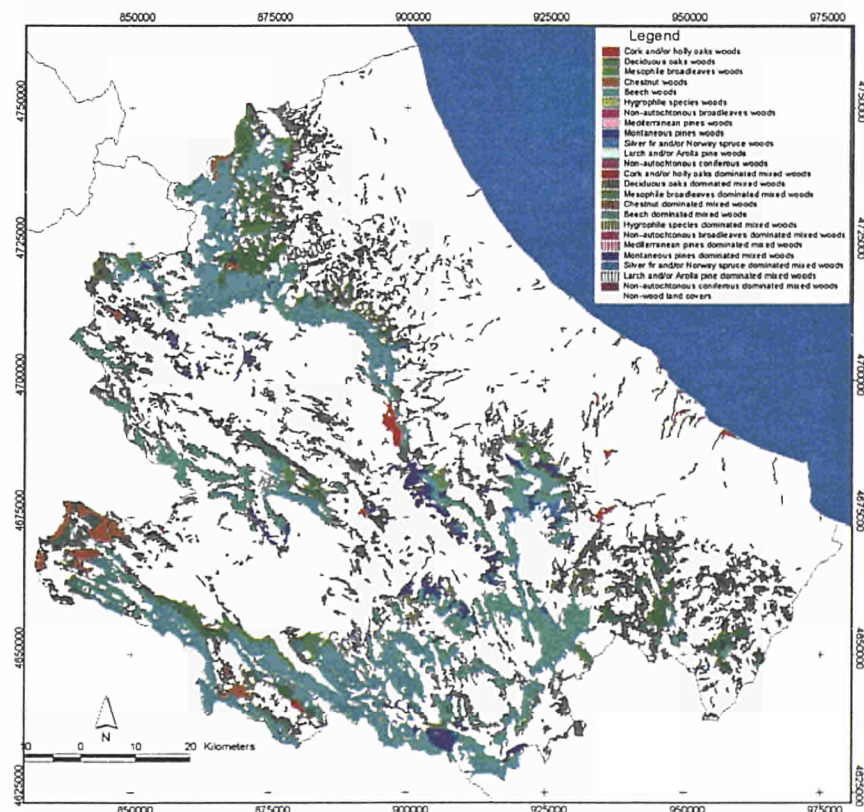 850000 875000 900000 925000 950000 975000
Legend
Cork and/or holly oaks woods
Deciduous oaks woods
Mesophile broadleaves woods
Chestnut woods
Beech woods
Hygrophile species woods
Non-autochtonous broadleaves woods
Mediterranean pines woods
Montaneous pines woods
Silver fir and/or Norway spruce woods
Larch and/or Arolla pine woods
Non-autochtonous coniferous woods
Cork and/or holly oaks dominated mixed woods
Deciduous oaks dominated mixed woods
Mesophile broadleaves dominated mixed woods
Chestnut dominated mixed woods
Beech dominated mixed woods
Hygrophile species dominated mixed woods
Non-autochtonous broadleaves dominated mixed woods
Mediterranean pines dominated mixed woods
Montaneous pines dominated mixed woods
Silver fir and/or Norway spruce dominated mixed woods
Larch and/or Arolla pine dominated mixed woods
Non-autochtonous coniferous dominated mixed woods
Non-wood land covers
4750000 4750000
4725000 4725000
4700000 4700000
4675000 4675000
4650000 4650000
4625000
N
10 0 10 20 Kilometers
850000 875000 900000 925000 950000 975000